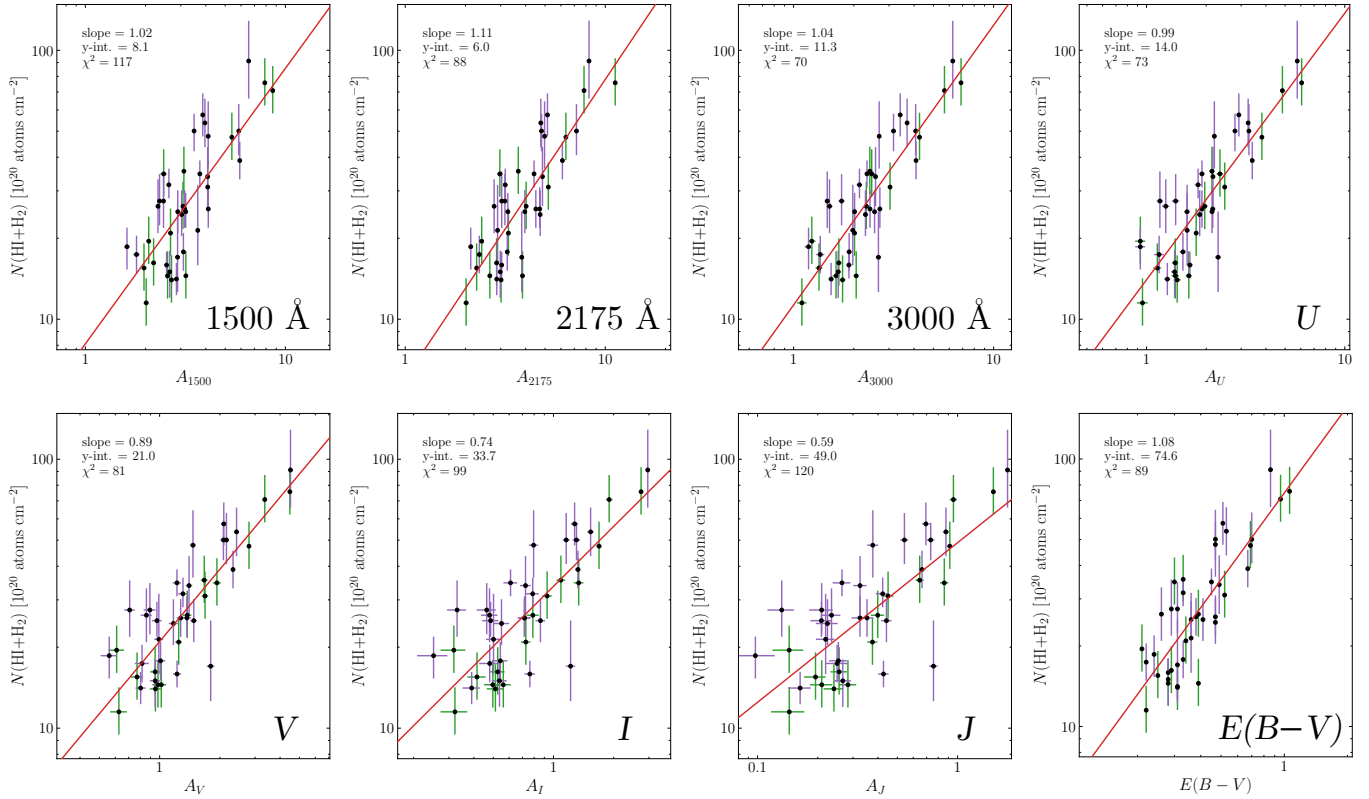 slope = 1.02
y-int. = 8.1
χ² = 117
100
10
N(HI+H₂) [10²⁰ atoms cm⁻²]
1500 Å
1
10
A₁₅₀₀
slope = 1.11
y-int. = 6.0
χ² = 88
100
10
N(HI+H₂) [10²⁰ atoms cm⁻²]
2175 Å
1
10
A₂₁₇₅
slope = 1.04
y-int. = 11.3
χ² = 70
100
10
N(HI+H₂) [10²⁰ atoms cm⁻²]
3000 Å
1
10
A₃₀₀₀
slope = 0.99
y-int. = 14.0
χ² = 73
100
10
N(HI+H₂) [10²⁰ atoms cm⁻²]
U
1
10
A_U
slope = 0.89
y-int. = 21.0
χ² = 81
100
10
N(HI+H₂) [10²⁰ atoms cm⁻²]
V
1
A_V
slope = 0.74
y-int. = 33.7
χ² = 99
100
10
N(HI+H₂) [10²⁰ atoms cm⁻²]
I
1
A_I
slope = 0.59
y-int. = 49.0
χ² = 120
100
10
N(HI+H₂) [10²⁰ atoms cm⁻²]
J
0.1
1
A_J
slope = 1.08
y-int. = 74.6
χ² = 89
100
10
N(HI+H₂) [10²⁰ atoms cm⁻²]
E(B−V)
1
E(B − V)